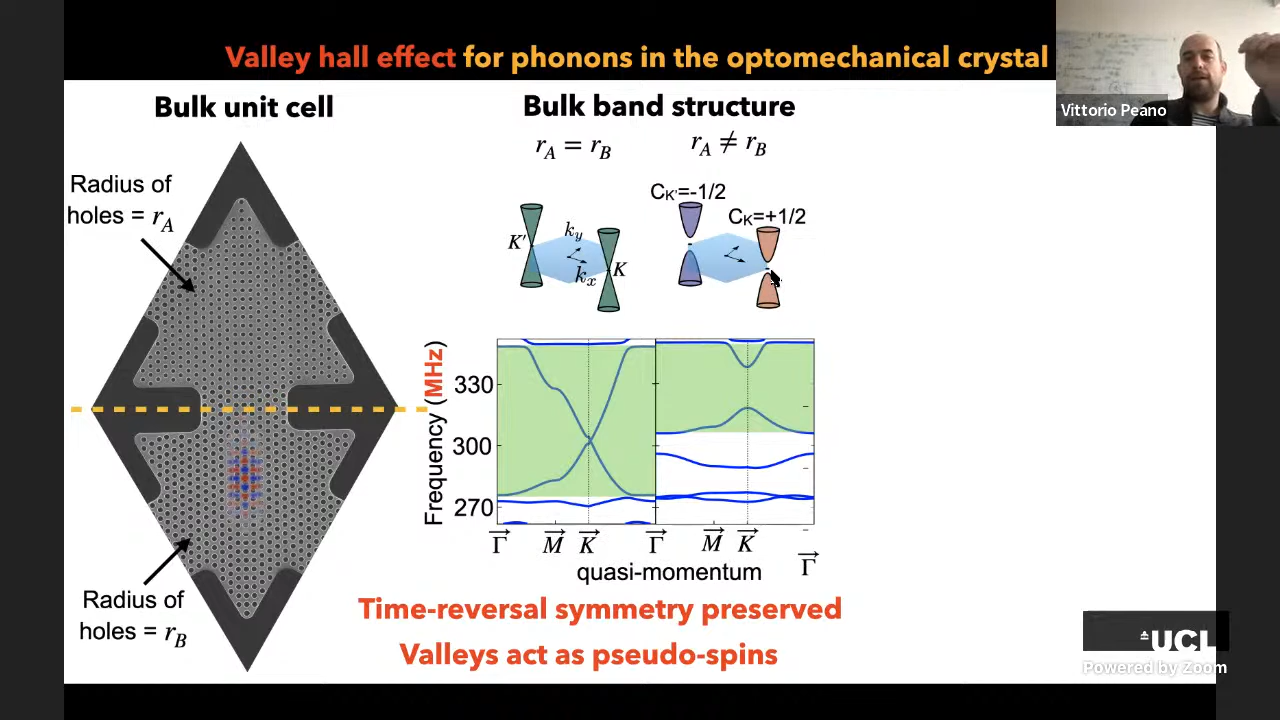 Valley hall effect for phonons in the optomechanical crystal
Vittorio Peano
Bulk unit cell
Bulk band structure
r_A = r_B
r_A ≠ r_B
Radius of
holes = r_A
C_K'=-1/2
C_K=+1/2
K'
k_y
k_x
K
Frequency (MHz)
330
300
270
Γ M K Γ M K Γ
quasi-momentum
Radius of
holes = r_B
Time-reversal symmetry preserved
Valleys act as pseudo-spins
UCL
Powered by Zoom